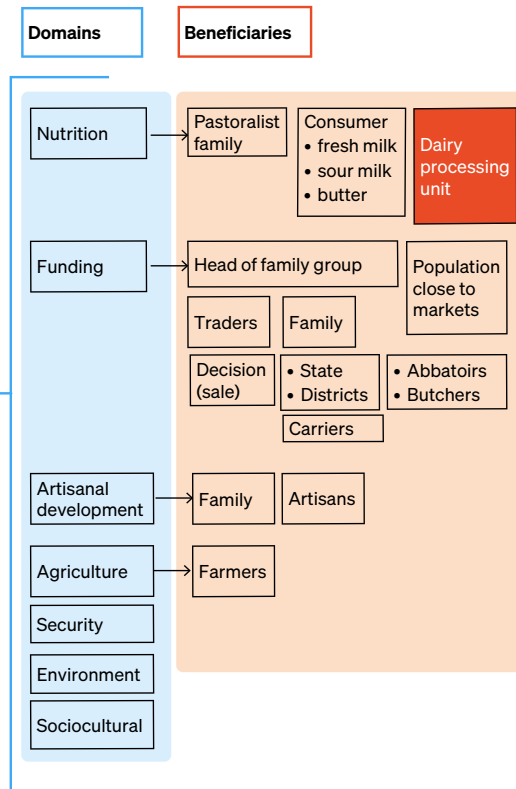 Domains
Beneficiaries
Nutrition
Pastoralist
family
Consumer
• fresh milk
• sour milk
• butter
Dairy
processing
unit
Funding
Head of family group
Population
close to
markets
Traders
Family
Decision
(sale)
• State
• Districts
• Abbatoirs
• Butchers
Carriers
Artisanal
development
Family
Artisans
Agriculture
Farmers
Security
Environment
Sociocultural